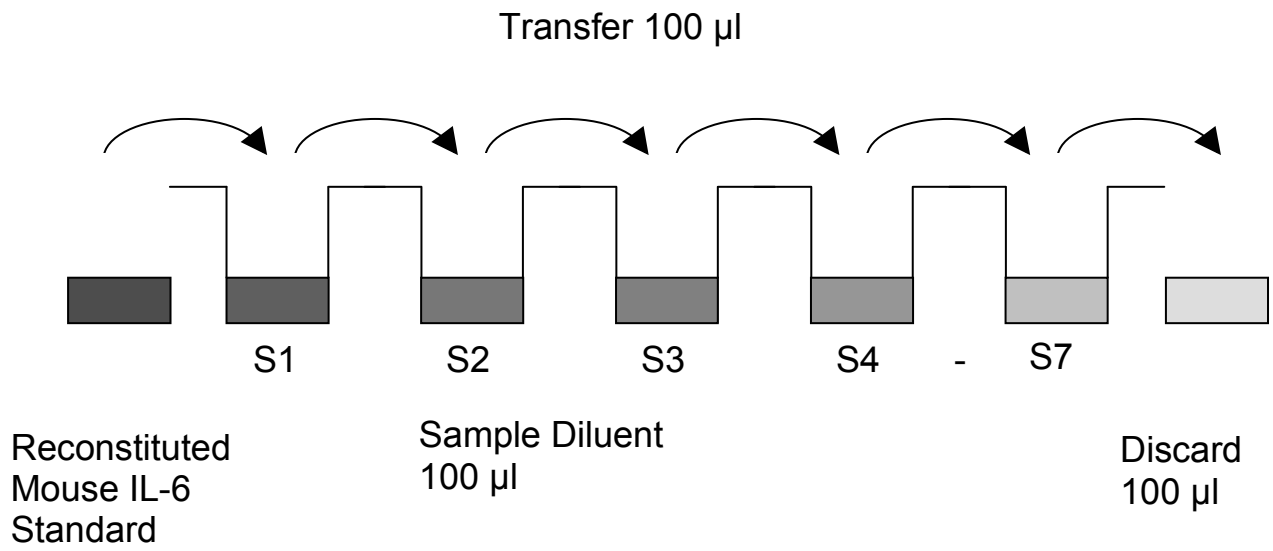 Transfer 100 µl
S1 S2 S3 S4 - S7
Reconstituted
Mouse IL-6
Standard
Sample Diluent
100 µl
Discard
100 µl